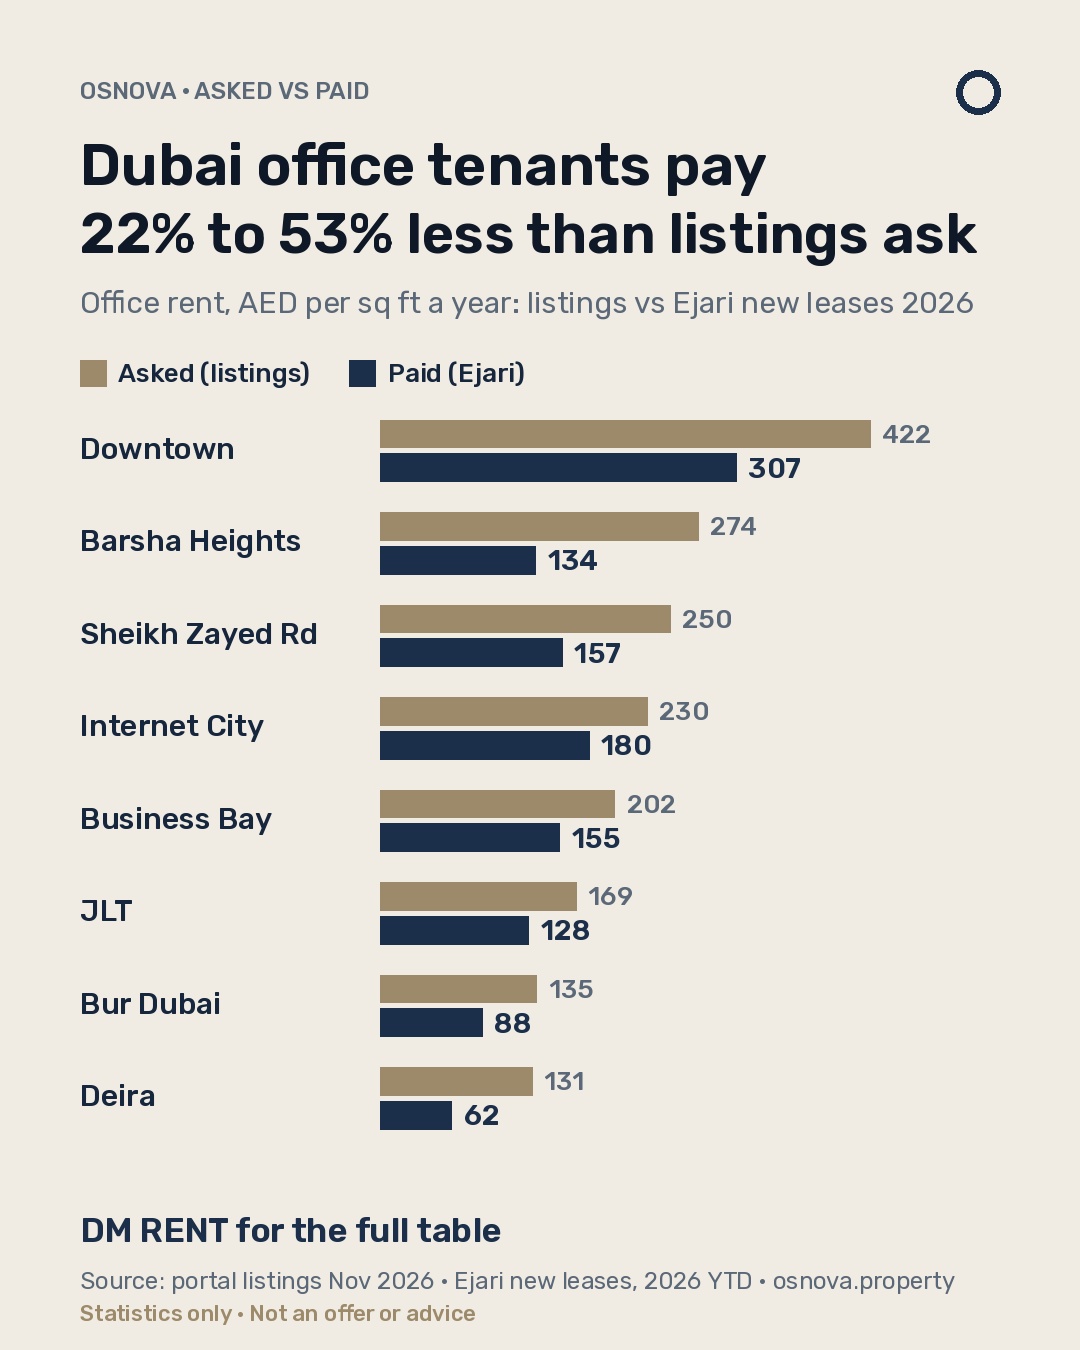 OSNOVA • ASKED VS PAID
Dubai office tenants pay
22% to 53% less than listings ask
Office rent, AED per sq ft a year: listings vs Ejari new leases 2026
Asked (listings) Paid (Ejari)
Downtown 422
307
Barsha Heights 274
134
Sheikh Zayed Rd 250
157
Internet City 230
180
Business Bay 202
155
JLT 169
128
Bur Dubai 135
88
Deira 131
62
DM RENT for the full table
Source: portal listings Nov 2026 • Ejari new leases, 2026 YTD • osnova.property
Statistics only • Not an offer or advice